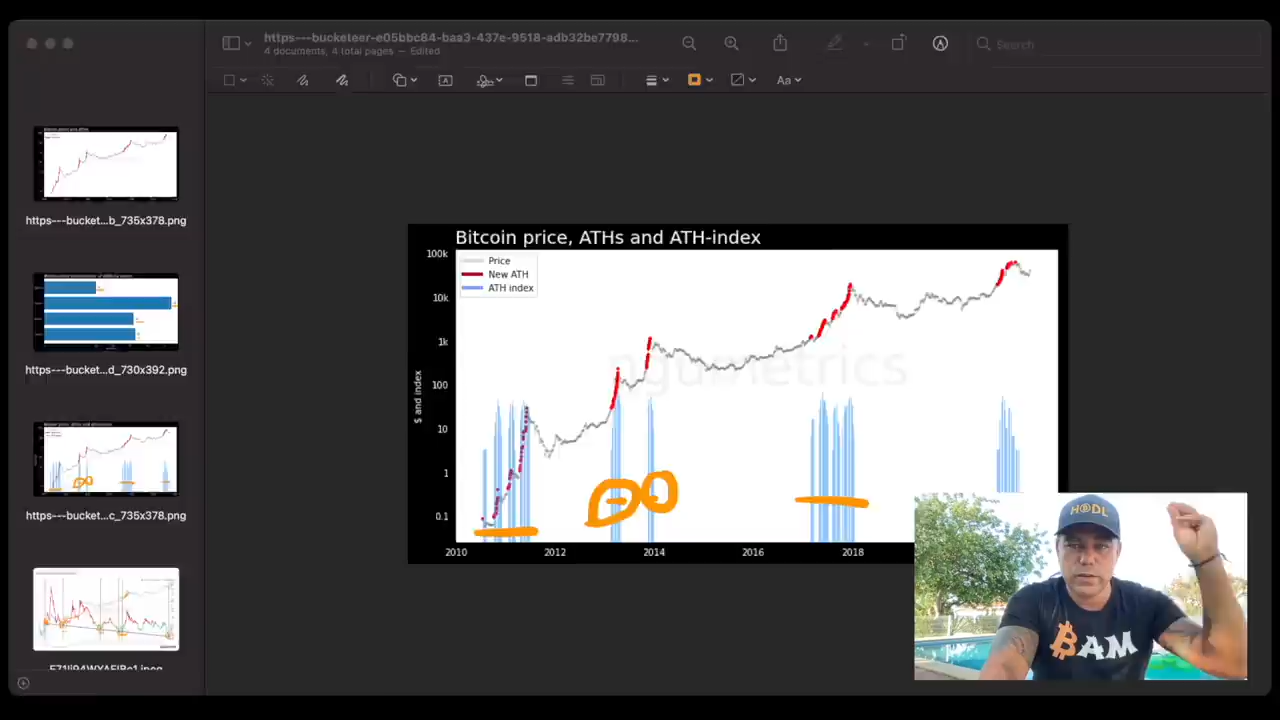 https---bucketeer-e05bbc84-baa3-437e-9518-adb32be7798...
4 documents, 4 total pages — Edited
Search
Aa
https---bucket...b_735x378.png
https---bucket...d_730x392.png
https---bucket...c_735x378.png
Bitcoin price, ATHs and ATH-index
Price
New ATH
ATH index
ngumetrics
$ and index
100k
10k
1k
100
10
1
0.1
2010
2012
2014
2016
2018
HODL
BAM